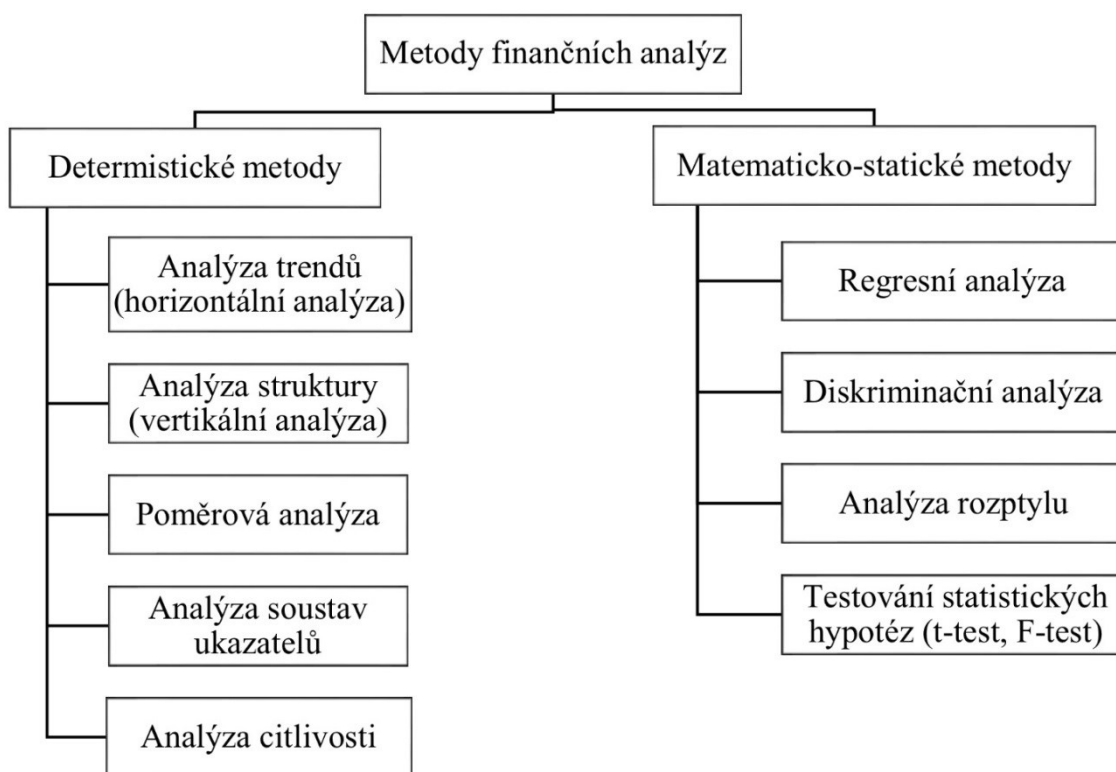 Metody finančních analýz
Determistické metody
Analýza trendů
(horizontální analýza)
Analýza struktury
(vertikální analýza)
Poměrová analýza
Analýza soustav
ukazatelů
Analýza citlivosti
Matematicko-statické metody
Regresní analýza
Diskriminační analýza
Analýza rozptylu
Testování statistických
hypotéz (t-test, F-test)